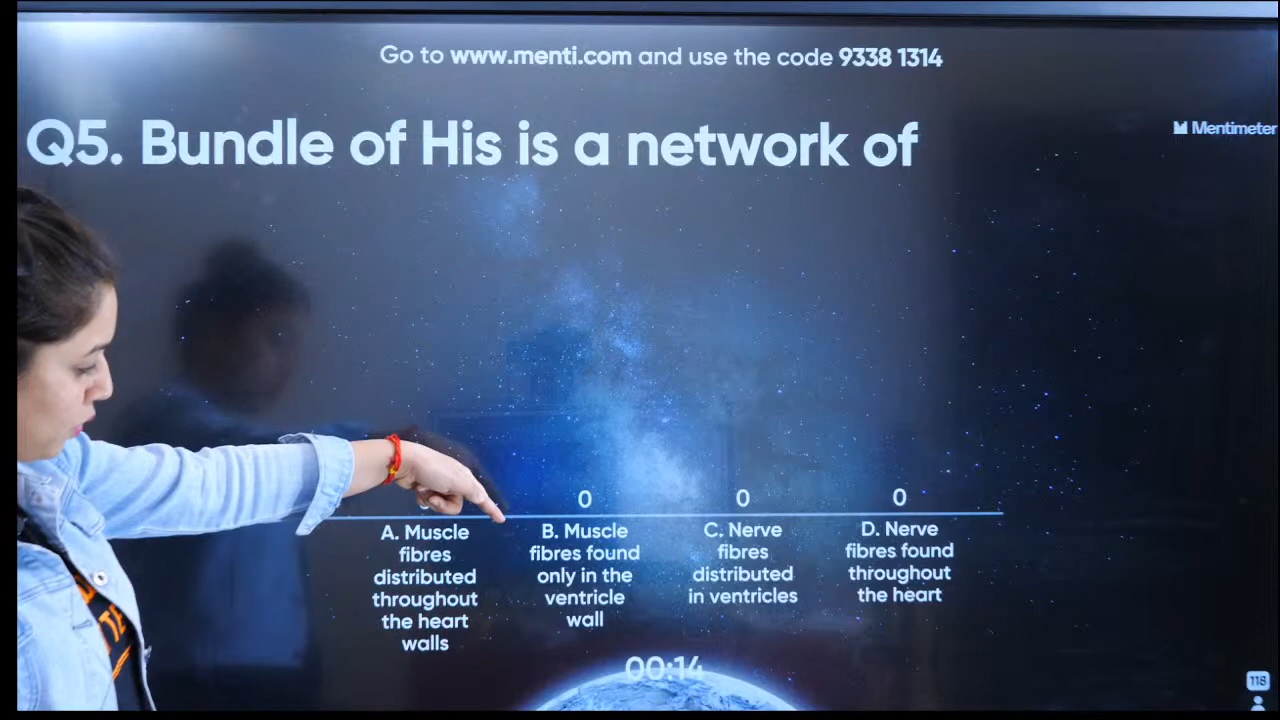 Go to www.menti.com and use the code 9338 1314
Mentimeter
Q5. Bundle of His is a network of
0
0
0
A. Muscle
fibres
distributed
throughout
the heart
walls
B. Muscle
fibres found
only in the
ventricle
wall
C. Nerve
fibres
distributed
in ventricles
D. Nerve
fibres found
throughout
the heart
00:14
118